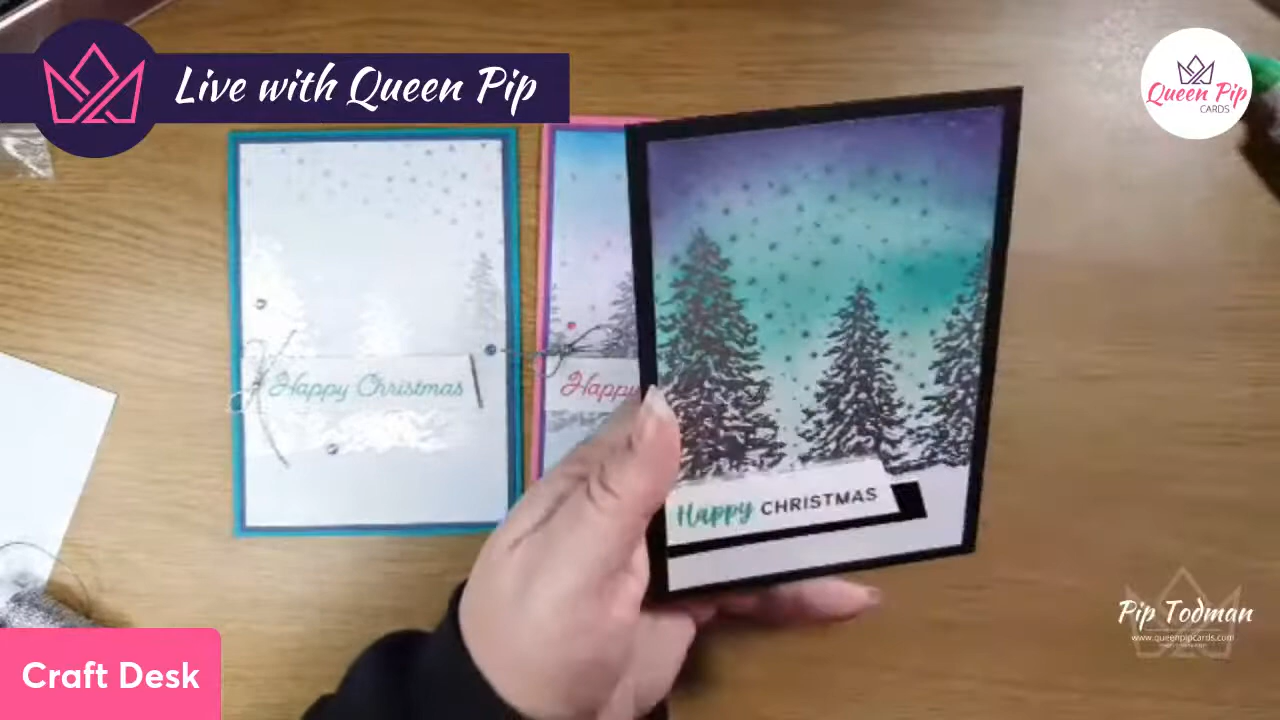 Live with Queen Pip
Queen Pip
CARDS
Happy Christmas
Happy
Happy CHRISTMAS
Pip Todman
www.queenpipcards.com
Craft Desk